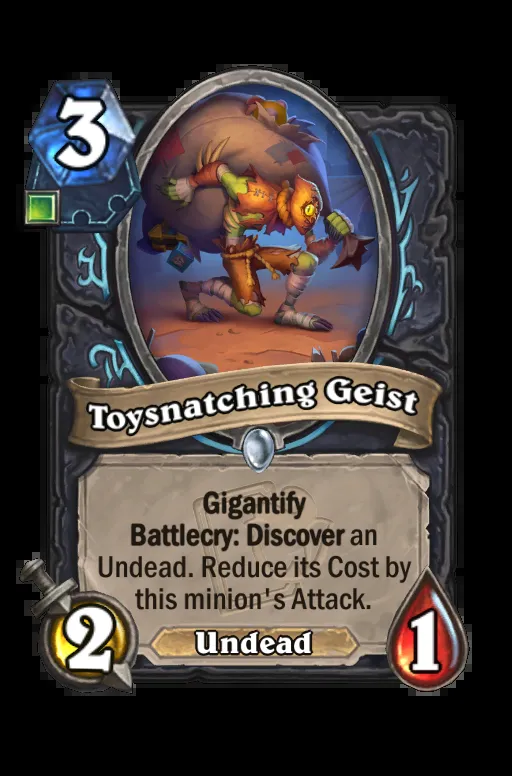 3
Toysnatching Geist
Gigantify
Battlecry: Discover an
Undead. Reduce its Cost by
this minion's Attack.
2
Undead
1